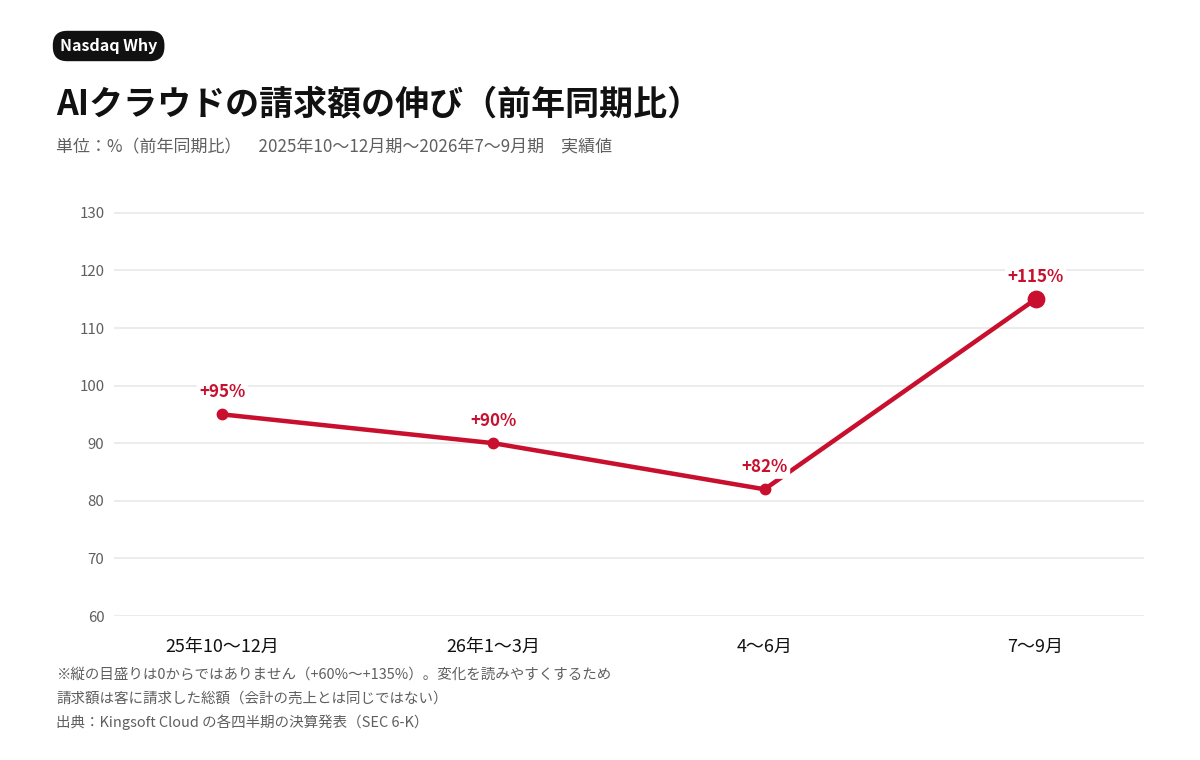 Nasdaq Why
AIクラウドの請求額の伸び（前年同期比）
単位：%（前年同期比）　2025年10〜12月期〜2026年7〜9月期　実績値
130
120
110
100
90
80
70
60
+95%
+90%
+82%
+115%
25年10〜12月
26年1〜3月
4〜6月
7〜9月
※縦の目盛りは0からではありません（+60%〜+135%）。変化を読みやすくするため
請求額は客に請求した総額（会計の売上とは同じではない）
出典：Kingsoft Cloud の各四半期の決算発表（SEC 6-K）